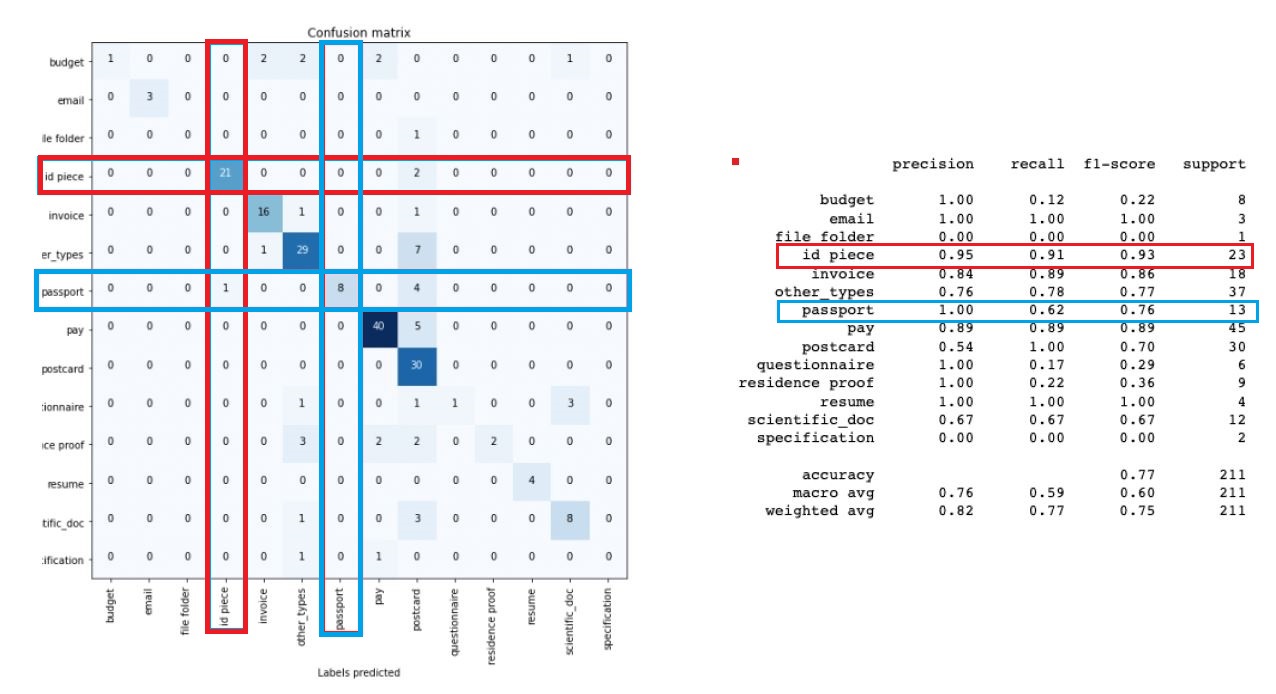 Confusion matrix
budget 1 0 0 0 2 2 0 2 0 0 0 0 1 0
email 0 3 0 0 0 0 0 0 0 0 0 0 0 0
ile folder 0 0 0 0 0 0 0 0 1 0 0 0 0 0
id piece 0 0 0 21 0 0 0 0 2 0 0 0 0 0
invoice 0 0 0 0 16 1 0 0 1 0 0 0 0 0
er_types 0 0 0 0 1 29 0 0 7 0 0 0 0 0
passport 0 0 0 1 0 0 8 0 4 0 0 0 0 0
pay 0 0 0 0 0 0 0 40 5 0 0 0 0 0
postcard 0 0 0 0 0 0 0 0 30 0 0 0 0 0
tionnaire 0 0 0 0 0 1 0 0 1 1 0 0 3 0
ice proof 0 0 0 0 0 3 0 2 2 0 2 0 0 0
resume 0 0 0 0 0 0 0 0 0 0 0 4 0 0
tific_doc 0 0 0 0 0 1 0 0 3 0 0 0 8 0
ification 0 0 0 0 0 1 0 1 0 0 0 0 0 0
budget
email
file folder
id piece
invoice
other_types
passport
pay
postcard
questionnaire
residence proof
resume
scientific_doc
specification
Labels predicted
precision recall f1-score support
budget 1.00 0.12 0.22 8
email 1.00 1.00 1.00 3
file folder 0.00 0.00 0.00 1
id piece 0.95 0.91 0.93 23
invoice 0.84 0.89 0.86 18
other_types 0.76 0.78 0.77 37
passport 1.00 0.62 0.76 13
pay 0.89 0.89 0.89 45
postcard 0.54 1.00 0.70 30
questionnaire 1.00 0.17 0.29 6
residence proof 1.00 0.22 0.36 9
resume 1.00 1.00 1.00 4
scientific_doc 0.67 0.67 0.67 12
specification 0.00 0.00 0.00 2
accuracy 0.77 211
macro avg 0.76 0.59 0.60 211
weighted avg 0.82 0.77 0.75 211